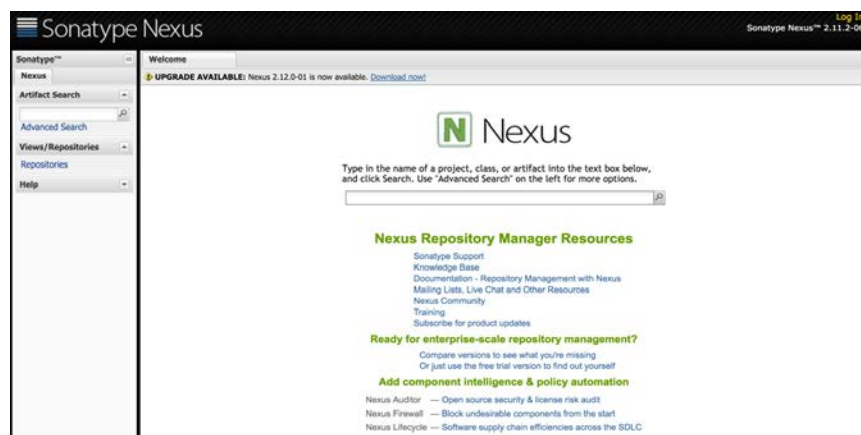 Sonatype Nexus
Log In
Sonatype Nexus™ 2.11.2-0
Sonatype™
Nexus
Artifact Search
Advanced Search
Views/Repositories
Repositories
Help
Welcome
UPGRADE AVAILABLE: Nexus 2.12.0-01 is now available. Download now!
N Nexus
Type in the name of a project, class, or artifact into the text box below,
and click Search. Use "Advanced Search" on the left for more options.
Nexus Repository Manager Resources
Sonatype Support
Knowledge Base
Documentation - Repository Management with Nexus
Mailing Lists, Live Chat and Other Resources
Nexus Community
Training
Subscribe for product updates
Ready for enterprise-scale repository management?
Compare versions to see what you're missing
Or just use the free trial version to find out yourself
Add component intelligence & policy automation
Nexus Auditor — Open source security & license risk audit
Nexus Firewall — Block undesirable components from the start
Nexus Lifecycle — Software supply chain efficiencies across the SDLC